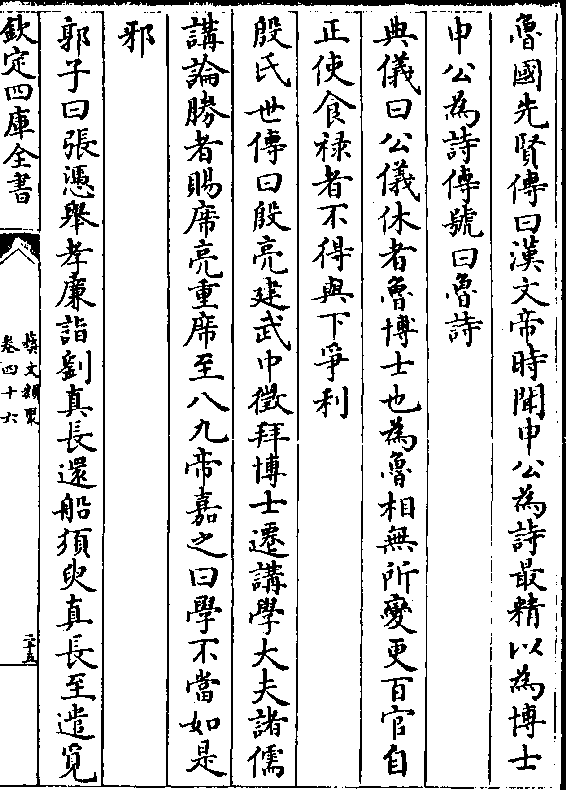 魯國先賢傳曰漢文帝時聞申公為詩最精以為博士
申公為詩傳號曰魯詩
典儀曰公儀休者魯博士也為魯相無所變更百官自
正使食祿者不得與下爭利
殷氏世傳曰殷亮建武中徵拜博士遷講學大夫諸儒
講論勝者賜席亮重席至八九帝嘉之曰學不當如是
邪
郭子曰張憑舉孝廉詣劉真長還船須臾真長至遣覓
欽定四庫全書
藝文類聚
卷四十六
二十五